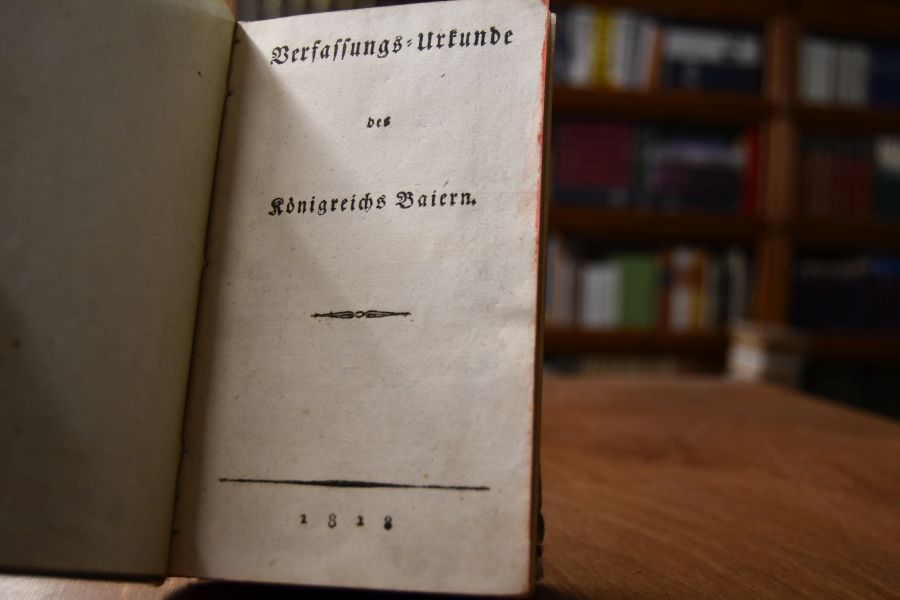 Verfassungs-Urkunde
des
Königreichs Baiern.
1818